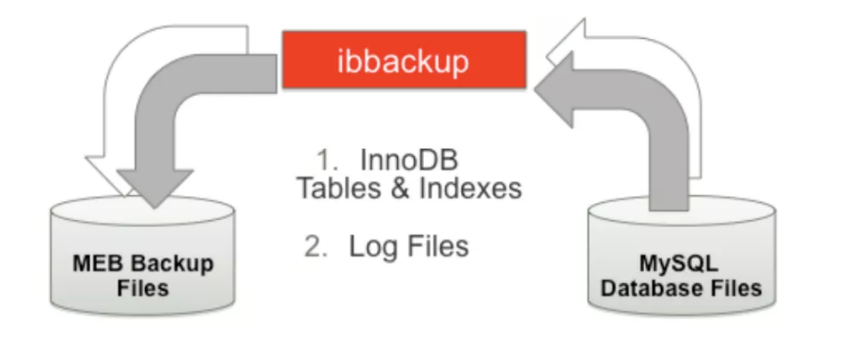 ibbackup
1. InnoDB
Tables & Indexes
2. Log Files
MEB Backup
Files
MySQL
Database Files